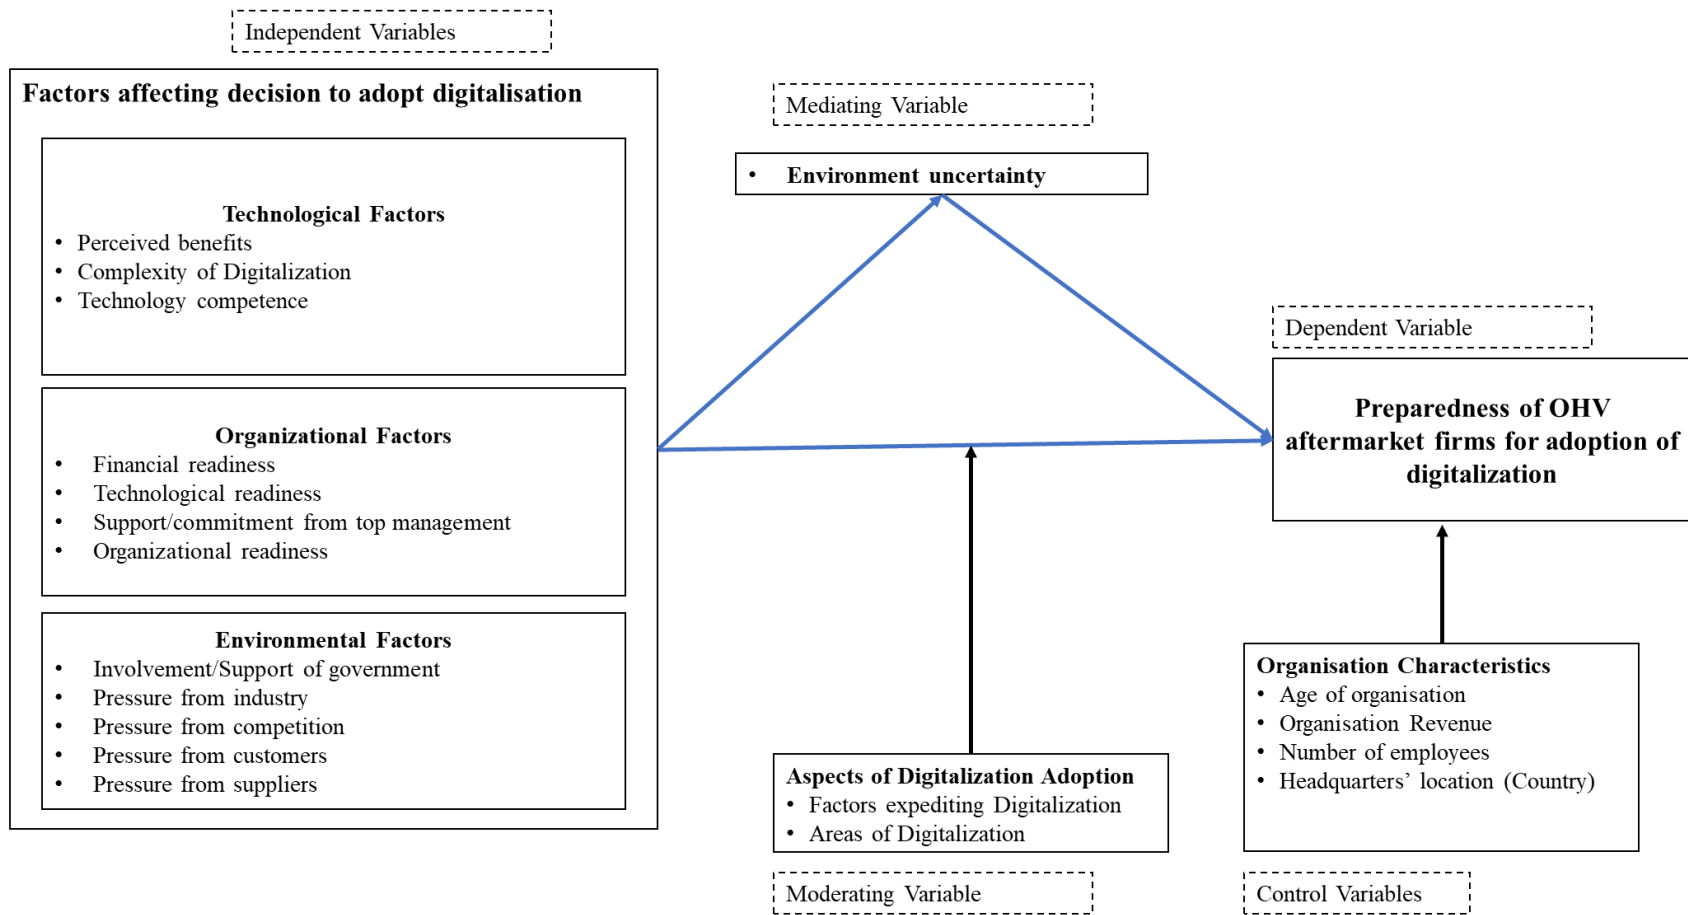 Independent Variables
Factors affecting decision to adopt digitalisation
Technological Factors
• Perceived benefits
• Complexity of Digitalization
• Technology competence
Organizational Factors
• Financial readiness
• Technological readiness
• Support/commitment from top management
• Organizational readiness
Environmental Factors
• Involvement/Support of government
• Pressure from industry
• Pressure from competition
• Pressure from customers
• Pressure from suppliers
Mediating Variable
• Environment uncertainty
Dependent Variable
Preparedness of OHV
aftermarket firms for adoption of
digitalization
Aspects of Digitalization Adoption
• Factors expediting Digitalization
• Areas of Digitalization
Moderating Variable
Organisation Characteristics
• Age of organisation
• Organisation Revenue
• Number of employees
• Headquarters’ location (Country)
Control Variables